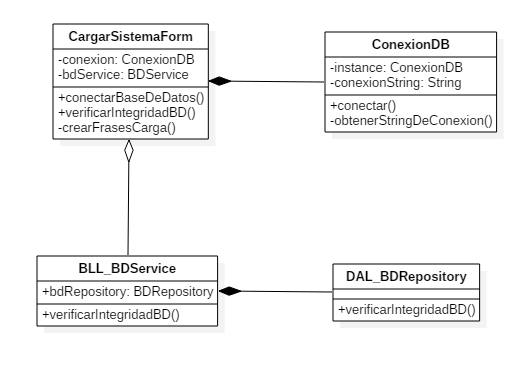 CargarSistemaForm
-conexion: ConexionDB
-bdService: BDService
+conectarBaseDeDatos()
+verificarIntegridadBD()
-crearFrasesCarga()
ConexionDB
-instance: ConexionDB
-conexionString: String
+conectar()
-obtenerStringDeConexion()
BLL_BDService
+bdRepository: BDRepository
+verificarIntegridadBD()
DAL_BDRepository
+verificarIntegridadBD()